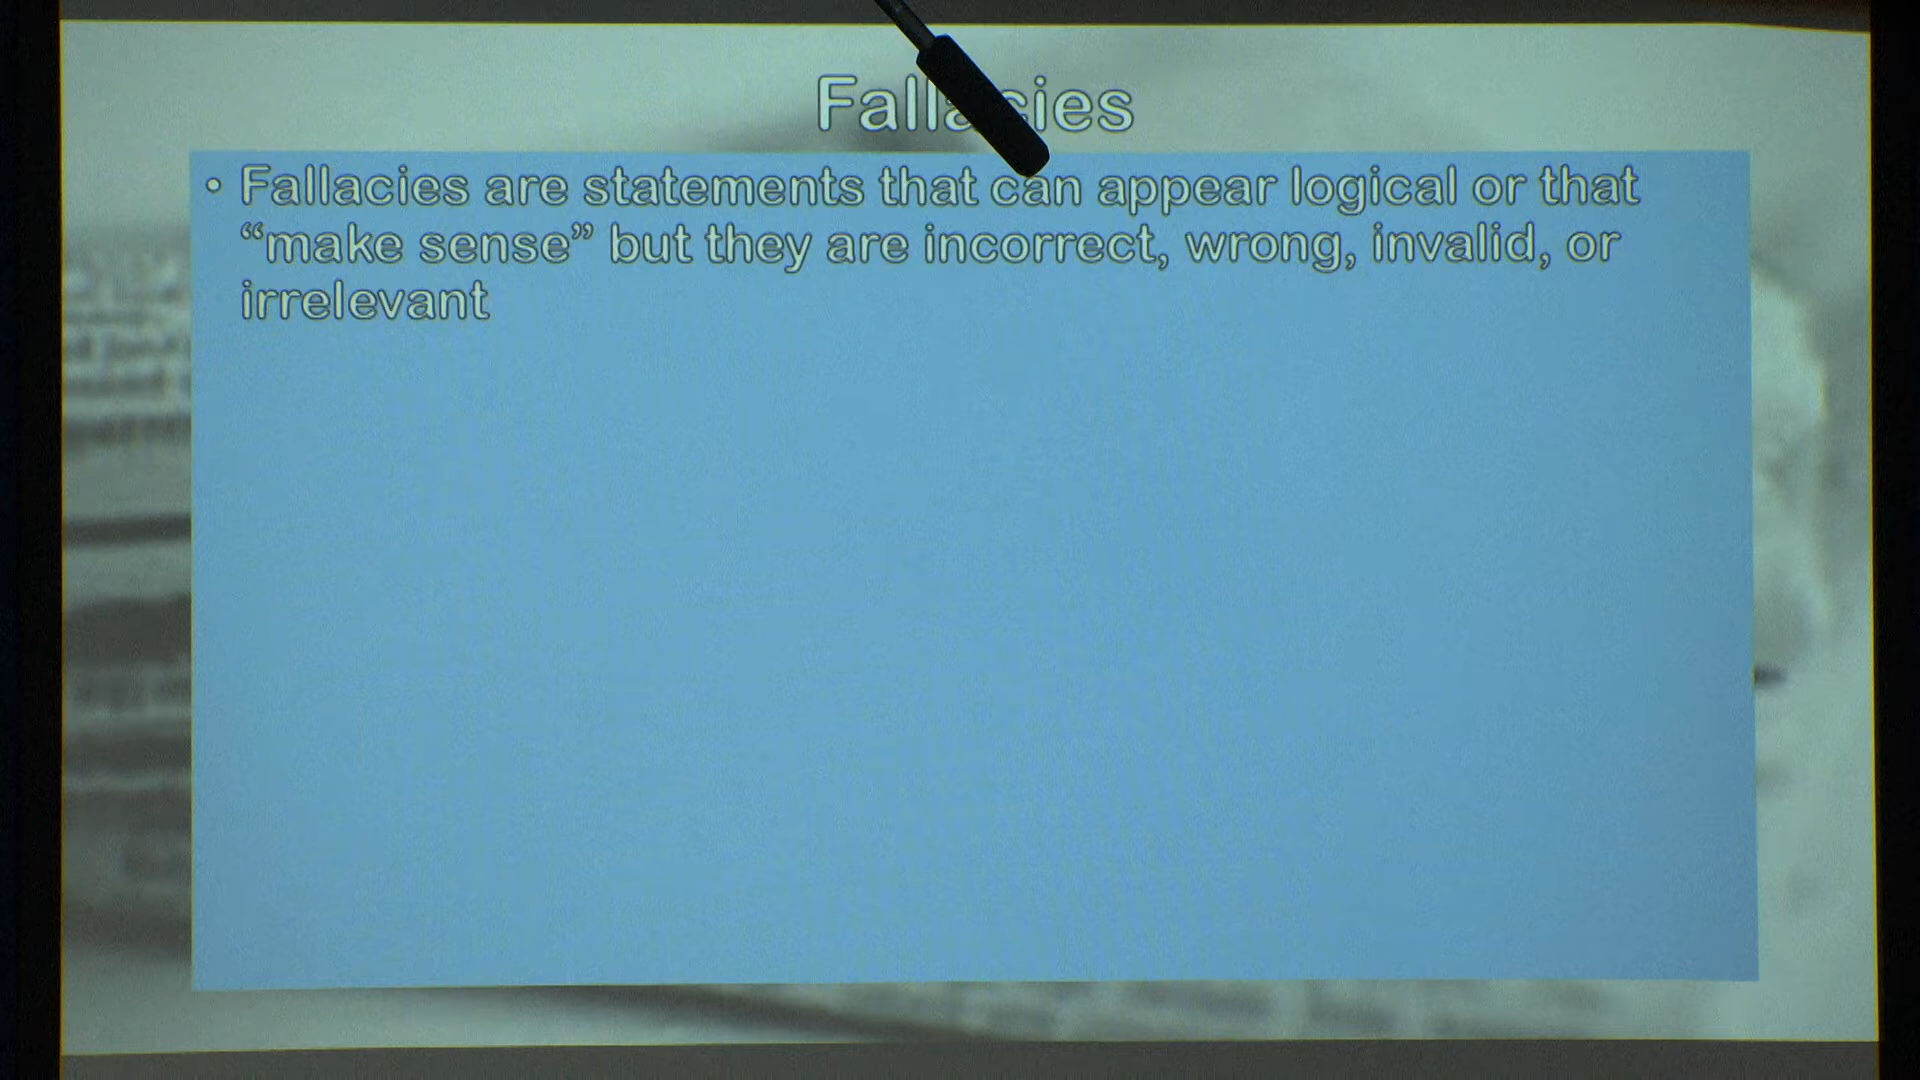 Fallacies
• Fallacies are statements that can appear logical or that
“make sense” but they are incorrect, wrong, invalid, or
irrelevant